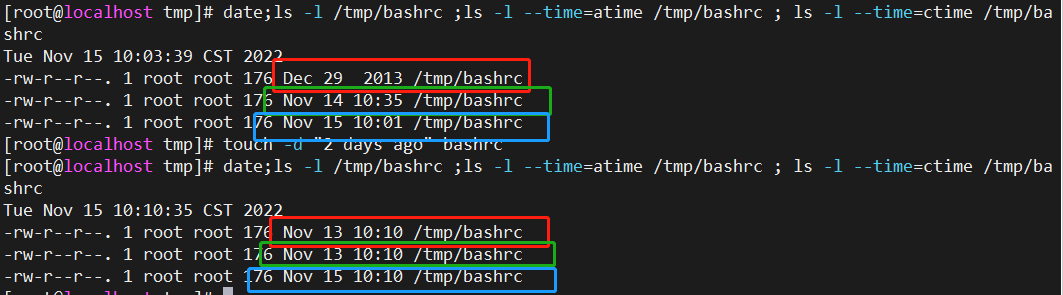 [root@localhost tmp]# date;ls -l /tmp/bashrc ;ls -l --time=atime /tmp/bashrc ; ls -l --time=ctime /tmp/ba
shrc
Tue Nov 15 10:03:39 CST 2022
-rw-r--r--. 1 root root 176 Dec 29  2013 /tmp/bashrc
-rw-r--r--. 1 root root 176 Nov 14 10:35 /tmp/bashrc
-rw-r--r--. 1 root root 176 Nov 15 10:01 /tmp/bashrc
[root@localhost tmp]# touch -d "2 days ago" bashrc
[root@localhost tmp]# date;ls -l /tmp/bashrc ;ls -l --time=atime /tmp/bashrc ; ls -l --time=ctime /tmp/ba
shrc
Tue Nov 15 10:10:35 CST 2022
-rw-r--r--. 1 root root 176 Nov 13 10:10 /tmp/bashrc
-rw-r--r--. 1 root root 176 Nov 13 10:10 /tmp/bashrc
-rw-r--r--. 1 root root 176 Nov 15 10:10 /tmp/bashrc
[root@localhost tmp]#